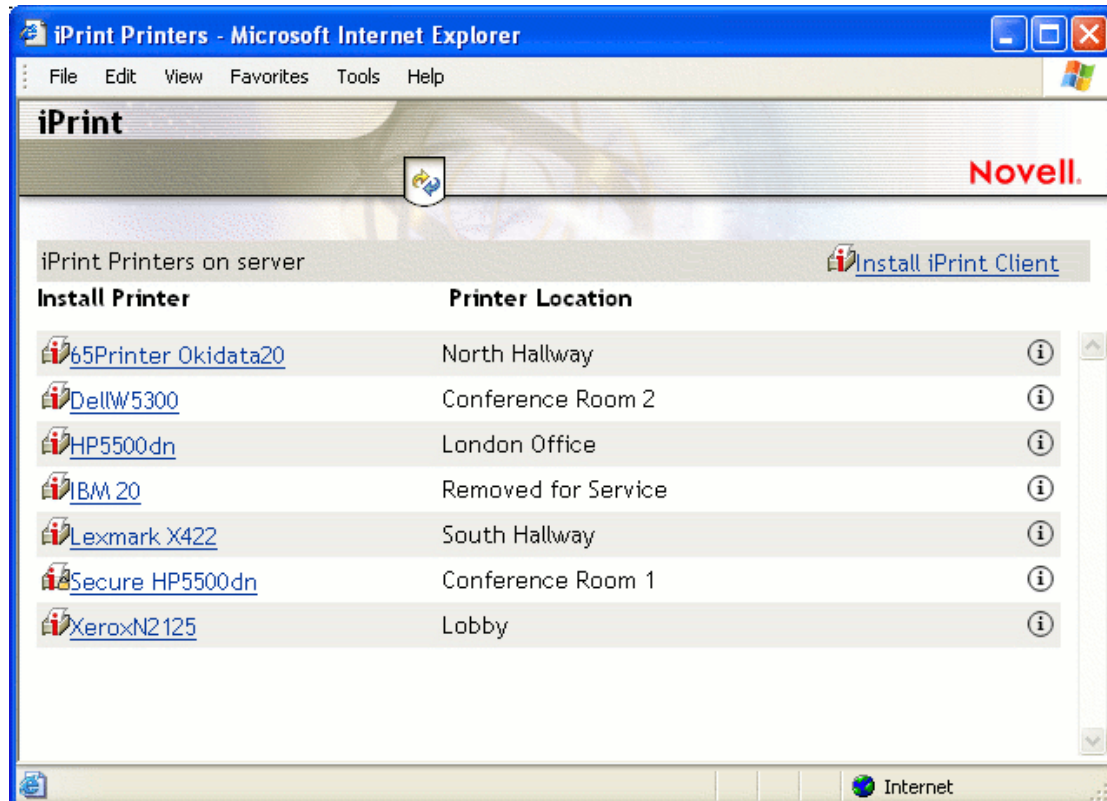 iPrint Printers - Microsoft Internet Explorer
File Edit View Favorites Tools Help
iPrint
Novell.
iPrint Printers on server Install iPrint Client
Install Printer Printer Location
65Printer Okidata20 North Hallway
DellW5300 Conference Room 2
HP5500dn London Office
IBM 20 Removed for Service
Lexmark X422 South Hallway
Secure HP5500dn Conference Room 1
XeroxN2125 Lobby
Internet